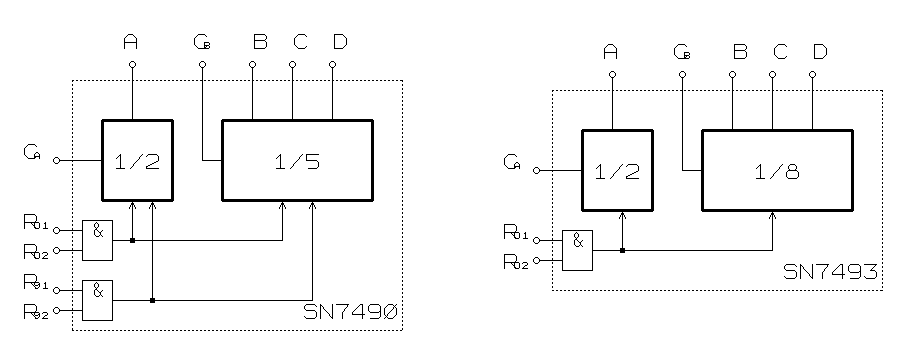 A C_B B C D
C_A
1/2 1/5
R_01
R_02
&
R_91
R_92
&
SN7490
A C_B B C D
C_A
1/2 1/8
R_01
R_02
&
SN7493